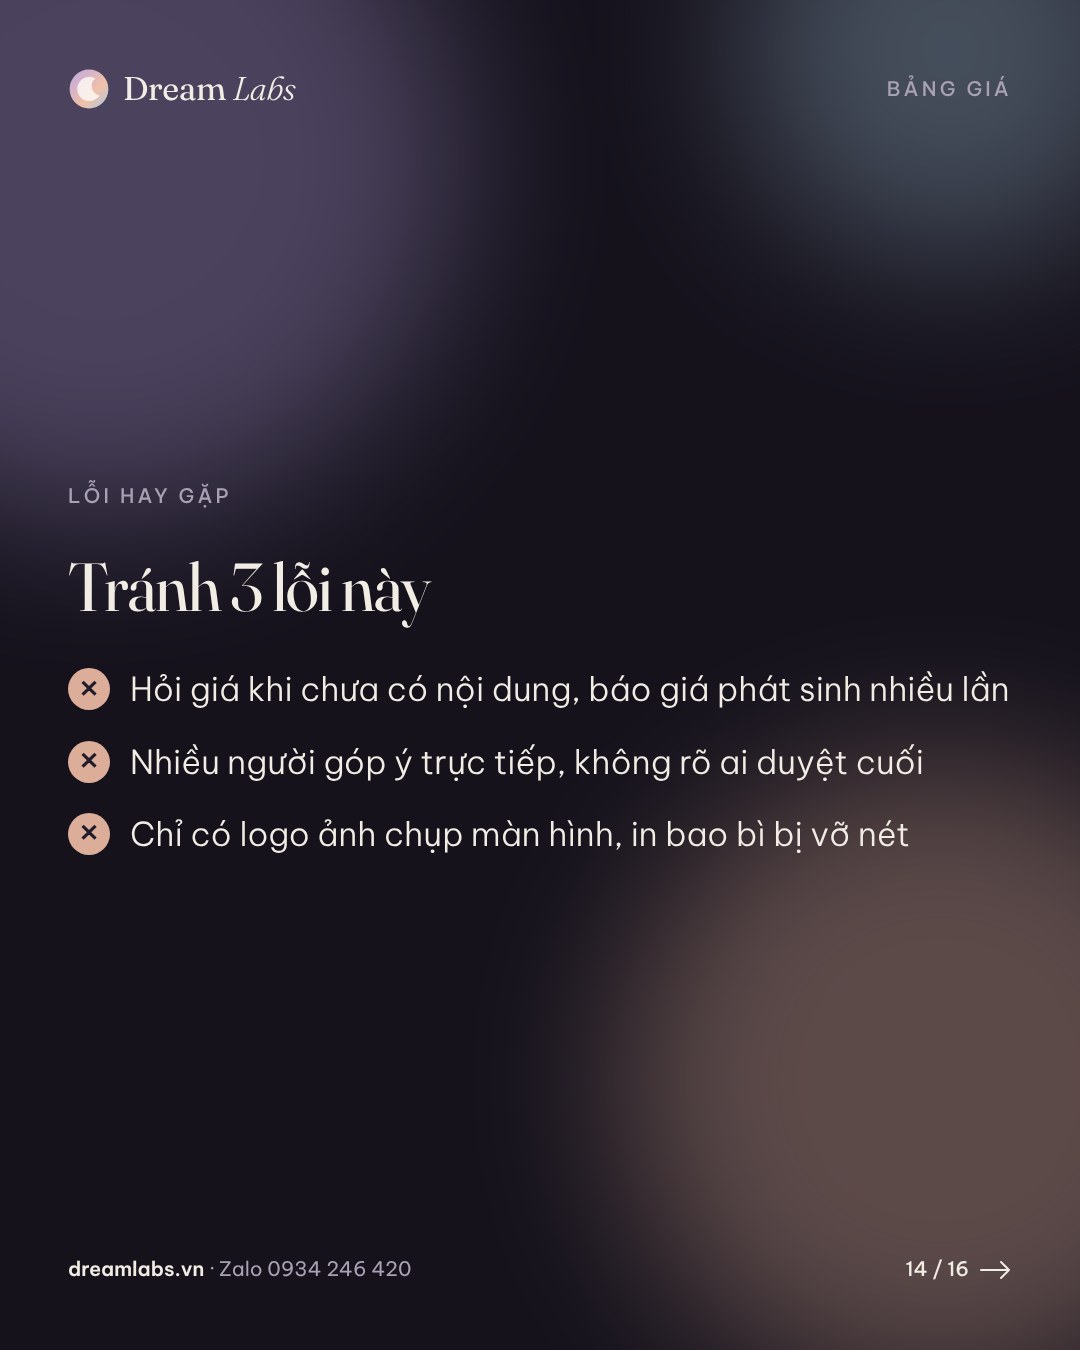 Dream Labs
BẢNG GIÁ
LỖI HAY GẶP
Tránh 3 lỗi này
Hỏi giá khi chưa có nội dung, báo giá phát sinh nhiều lần
Nhiều người góp ý trực tiếp, không rõ ai duyệt cuối
Chỉ có logo ảnh chụp màn hình, in bao bì bị vỡ nét
dreamlabs.vn · Zalo 0934 246 420
14 / 16 →